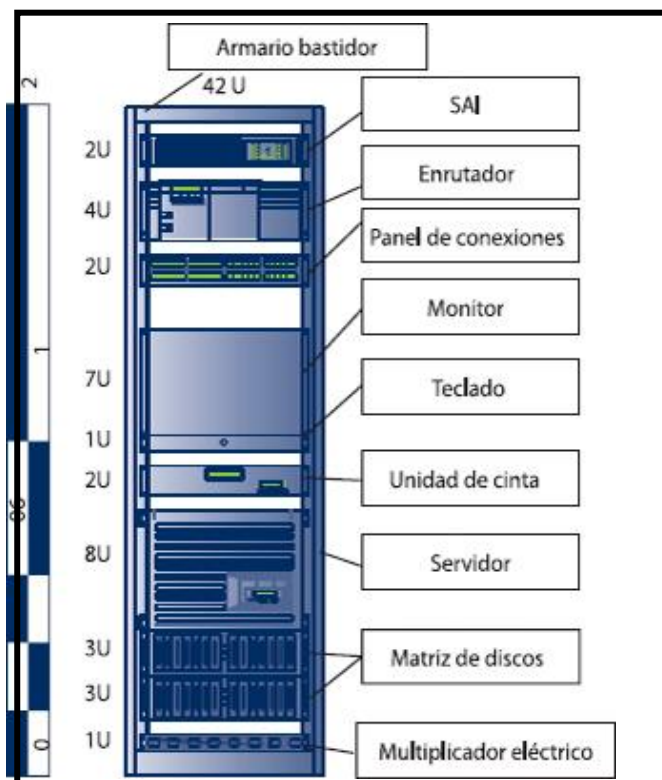 Armario bastidor
42 U
2
SAI
2U
Enrutador
4U
Panel de conexiones
2U
Monitor
1
7U
Teclado
1U
2U
Unidad de cinta
8U
Servidor
3U
Matriz de discos
3U
1U
0
Multiplicador eléctrico